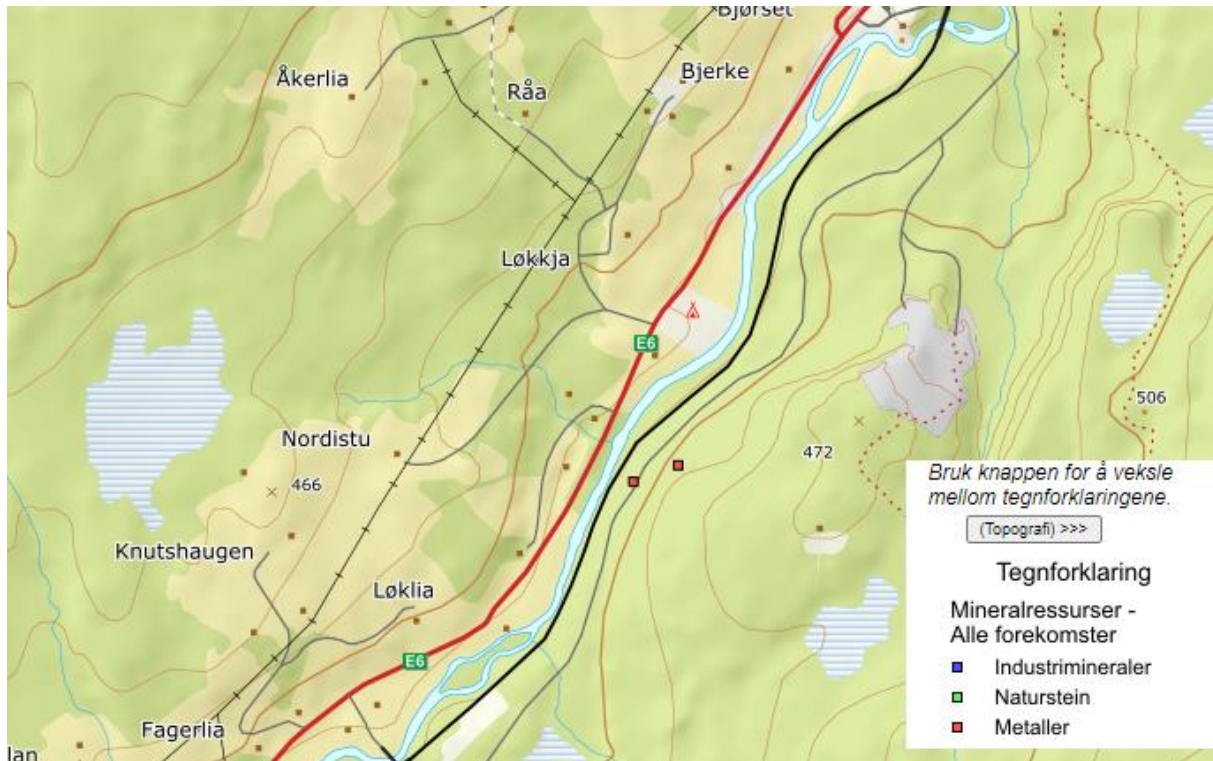 Bjørset
Åkerlia
Råa
Bjerke
Løkkja
E6
506
Nordistu
472
466
Bruk knappen for å veksle
mellom tegnforklaringene.
(Topografi) >>>
Knutshaugen
Tegnforklaring
Løklia
Mineralressurser -
Alle forekomster
E6
Industrimineraler
Naturstein
Fagerlia
Metaller
lan